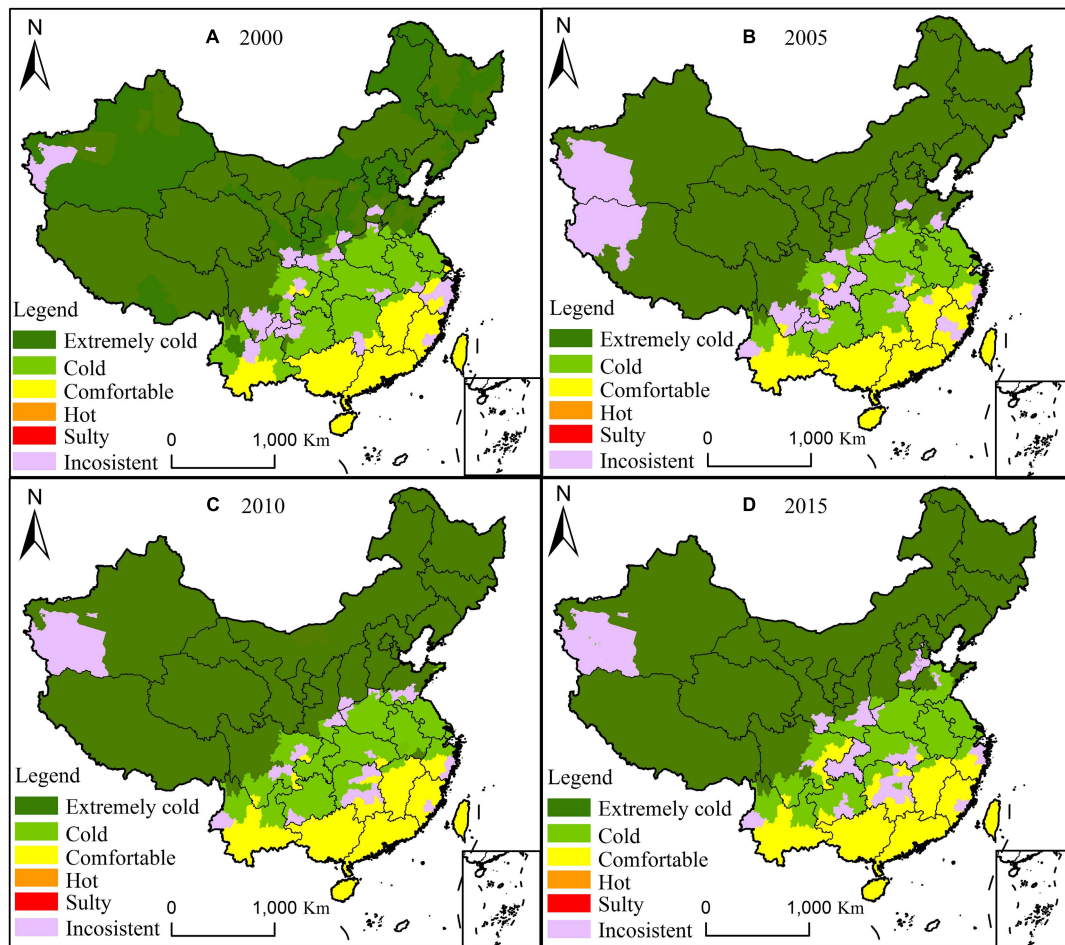 N
A 2000
Legend
Extremely cold
Cold
Comfortable
Hot
Sulty
Incosistent
0 1,000 Km
N
B 2005
Legend
Extremely cold
Cold
Comfortable
Hot
Sulty
Incosistent
0 1,000 Km
N
C 2010
Legend
Extremely cold
Cold
Comfortable
Hot
Sulty
Incosistent
0 1,000 Km
N
D 2015
Legend
Extremely cold
Cold
Comfortable
Hot
Sulty
Incosistent
0 1,000 Km